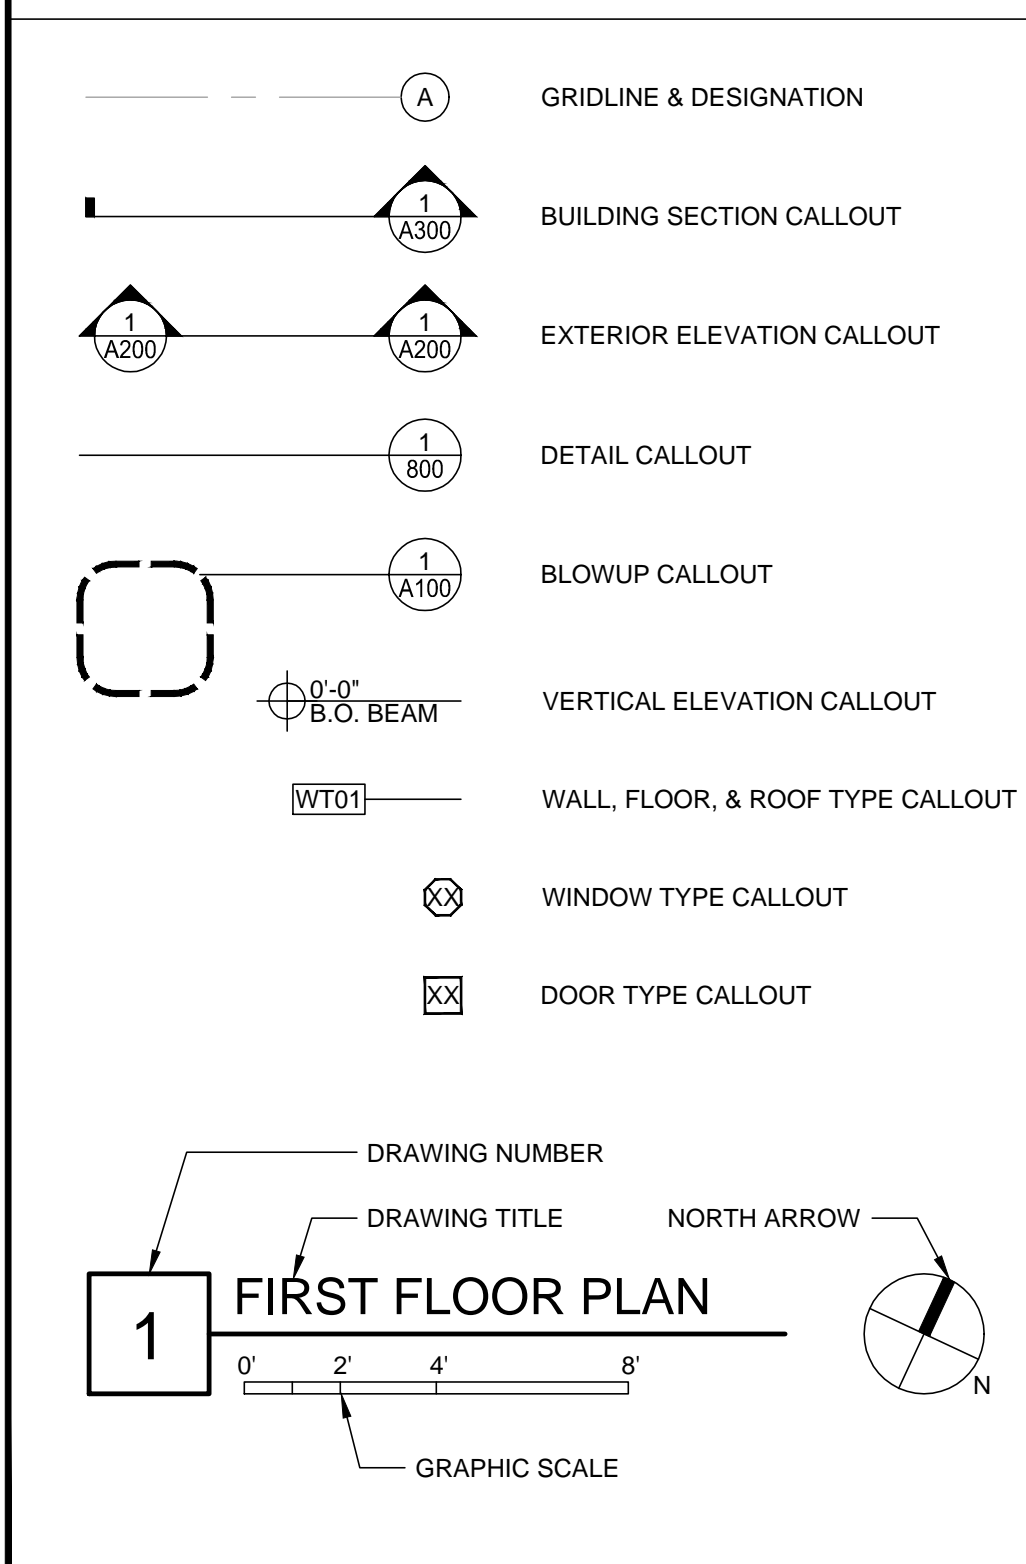 A GRIDLINE & DESIGNATION
1
A300
BUILDING SECTION CALLOUT
1
A200
1
A200
EXTERIOR ELEVATION CALLOUT
1
800
DETAIL CALLOUT
1
A100
BLOWUP CALLOUT
0'-0"
B.O. BEAM
VERTICAL ELEVATION CALLOUT
WT01 WALL, FLOOR, & ROOF TYPE CALLOUT
XX WINDOW TYPE CALLOUT
XX DOOR TYPE CALLOUT
DRAWING NUMBER
DRAWING TITLE
NORTH ARROW
1
FIRST FLOOR PLAN
0' 2' 4' 8'
N
GRAPHIC SCALE